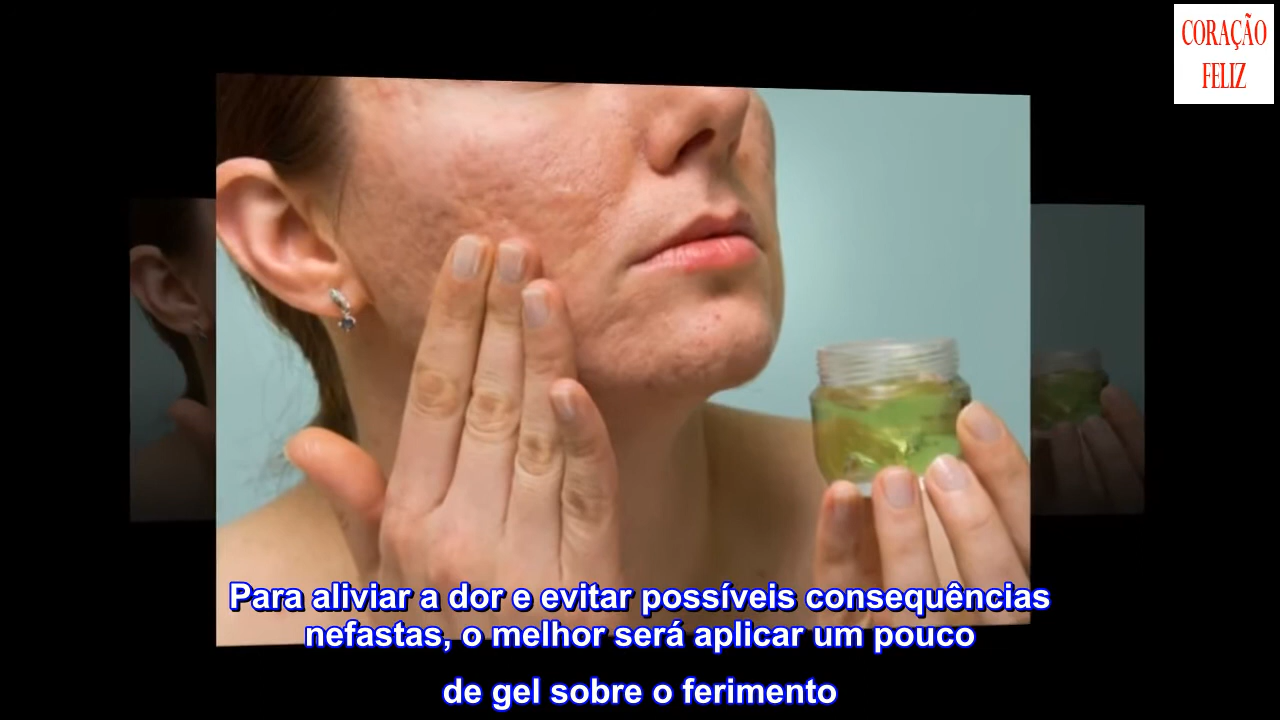 CORAÇÃO
FELIZ
Para aliviar a dor e evitar possíveis consequências
nefastas, o melhor será aplicar um pouco
de gel sobre o ferimento